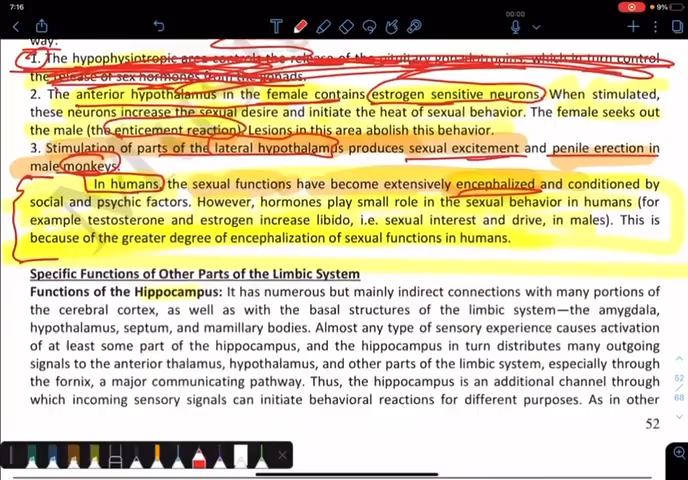 7:16
00:00
9%
way:
1. The hypophysiotropic area controls the release of the pituitary gonadotropins, which in turn control
the release of sex hormones from the gonads.
2. The anterior hypothalamus in the female contains estrogen sensitive neurons. When stimulated,
these neurons increase the sexual desire and initiate the heat of sexual behavior. The female seeks out
the male (the enticement reaction). Lesions in this area abolish this behavior.
3. Stimulation of parts of the lateral hypothalamus produces sexual excitement and penile erection in
male monkeys.
In humans, the sexual functions have become extensively encephalized and conditioned by
social and psychic factors. However, hormones play small role in the sexual behavior in humans (for
example testosterone and estrogen increase libido, i.e. sexual interest and drive, in males). This is
because of the greater degree of encephalization of sexual functions in humans.
Specific Functions of Other Parts of the Limbic System
Functions of the Hippocampus: It has numerous but mainly indirect connections with many portions of
the cerebral cortex, as well as with the basal structures of the limbic system—the amygdala,
hypothalamus, septum, and mamillary bodies. Almost any type of sensory experience causes activation
of at least some part of the hippocampus, and the hippocampus in turn distributes many outgoing
signals to the anterior thalamus, hypothalamus, and other parts of the limbic system, especially through
the fornix, a major communicating pathway. Thus, the hippocampus is an additional channel through
which incoming sensory signals can initiate behavioral reactions for different purposes. As in other
52
52
68